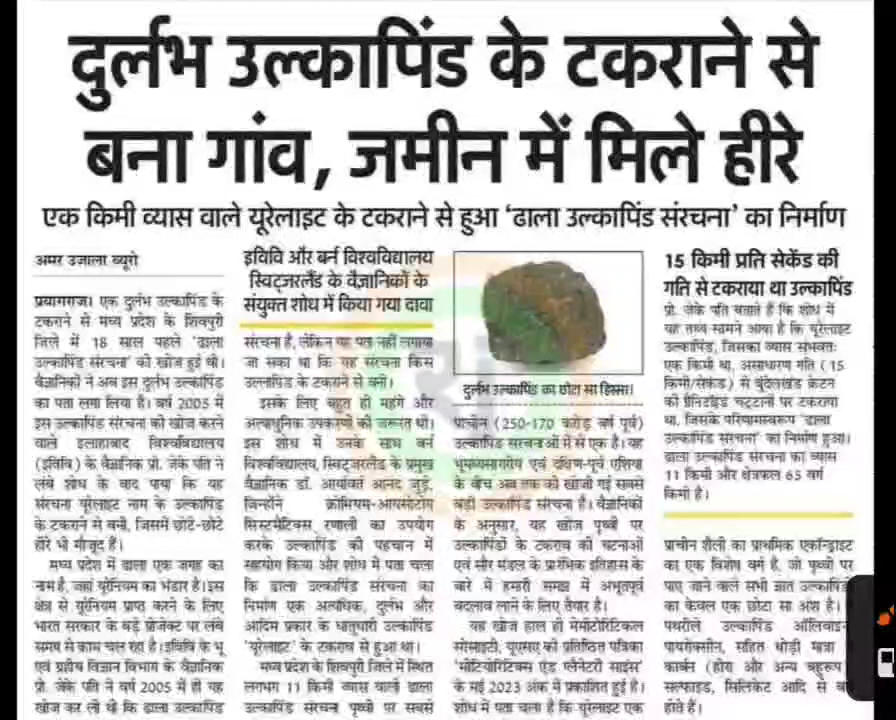 दुर्लभ उल्कापिंड के टकराने से
बना गांव, जमीन में मिले हीरे
एक किमी व्यास वाले यूरेलाइट के टकराने से हुआ ‘ढाला उल्कापिंड संरचना’ का निर्माण
अमर उजाला ब्यूरो
प्रयागराज। एक दुर्लभ उल्कापिंड के
टकराने से मध्य प्रदेश के शिवपुरी
जिले में 18 साल पहले ‘ढाला
उल्कापिंड संरचना’ की खोज हुई थी।
वैज्ञानिकों ने अब इस दुर्लभ उल्कापिंड
का पता लगा लिया है। वर्ष 2005 में
इस उल्कापिंड संरचना की खोज करने
वाले इलाहाबाद विश्वविद्यालय
(इविवि) के वैज्ञानिक प्रो. जेके पति ने
लंबे शोध के बाद पाया कि यह
संरचना यूरेलाइट नाम के उल्कापिंड
के टकराने से बनी, जिसमें छोटे-छोटे
हीरे भी मौजूद हैं।
मध्य प्रदेश में ढाला एक जगह का
नाम है, जहां यूरेनियम का भंडार है। इस
क्षेत्र से यूरेनियम प्राप्त करने के लिए
भारत सरकार के बड़े प्रोजेक्ट पर लंबे
समय से काम चल रहा है। इविवि के भू
एवं ग्रहीय विज्ञान विभाग के वैज्ञानिक
प्रो. जेके पति ने वर्ष 2005 में ही यह
खोज कर ली थी कि ढाला उल्कापिंड
इविवि और बर्न विश्वविद्यालय
स्विट्जरलैंड के वैज्ञानिकों के
संयुक्त शोध में किया गया दावा
संरचना है, लेकिन यह पता नहीं लगाया
जा सका था कि यह संरचना किस
उल्लापिंड के टकराने से बनी।
इसके लिए बहुत ही महंगे और
अत्याधुनिक उपकरणों की जरूरत थी।
इस शोध में उनके साथ बर्न
विश्वविद्यालय, स्विट्जरलैंड के प्रमुख
वैज्ञानिक डॉ. आर्यावर्त आनंद जुड़े,
जिन्होंने क्रोमियम-आयसोटोप
सिस्टमैटिक्स रणाली का उपयोग
करके उल्कापिंड की पहचान में
सहयोग किया और शोध में पता चला
कि ढाला उल्कापिंड संरचना का
निर्माण एक अत्यधिक, दुर्लभ और
आदिम प्रकार के धातुधारी उल्कापिंड
‘यूरेलाइट’ के टकराव से हुआ था।
मध्य प्रदेश के शिवपुरी जिले में स्थित
लगभग 11 किमी व्यास वाले ढाला
उल्कापिंड संरचना पृथ्वी पर सबसे
दुर्लभ उल्कापिंड का छोटा सा हिस्सा।
प्राचीन (250-170 करोड़ वर्ष पूर्व)
उल्कापिंड संरचनाओं में से एक है। यह
भूमध्यसागरीय एवं दक्षिण-पूर्व एशिया
के बीच अब तक की खोजी गई सबसे
बड़ी उल्कापिंड संरचना है। वैज्ञानिकों
के अनुसार, यह खोज पृथ्वी पर
उल्कापिंडों के टकराव की घटनाओं
एवं सौर मंडल के प्रारंभिक इतिहास के
बारे में हमारी समझ में अभूतपूर्व
बदलाव लाने के लिए तैयार है।
यह खोज हाल ही मेमीटोरिटिकल
सोसाइटी, यूएसए की प्रतिष्ठित पत्रिका
‘मीटियोरिटिक्स एंड प्लैनेटरी साइंस’
के मई 2023 अंक में प्रकाशित हुई है।
शोध में पता चला है कि यूरेलाइट एक
15 किमी प्रति सेकेंड की
गति से टकराया था उल्कापिंड
प्रो. जेके पति बताते हैं कि शोध में
यह तथ्य सामने आया है कि यूरेलाइट
उल्कापिंड, जिसका व्यास संभवतः
एक किमी था, असाधारण गति (15
किमी/सेकंड) से बुंदेलखंड क्रेटन
की ग्रेनिटॉइड चट्टानों पर टकराया
था, जिसके परिणामस्वरूप ‘ढाला
उल्कापिंड संरचना’ का निर्माण हुआ।
ढाला उल्कापिंड संरचना का व्यास
11 किमी और क्षेत्रफल 65 वर्ग
किमी है।
प्राचीन शैली का प्राथमिक एकॉन्ड्राइट
का एक विशेष वर्ग है, जो पृथ्वी पर
पाए जाने वाले सभी ज्ञात उल्कापिंडों
का केवल एक छोटा सा अंश है।
पथरीले उल्कापिंड ओलिवाइन
पायरोक्सीन, सहित थोड़ी मात्रा
कार्बन (हीरा और अन्य बहुरूप
सल्फाइड, सिलिकेट आदि से
होते हैं।